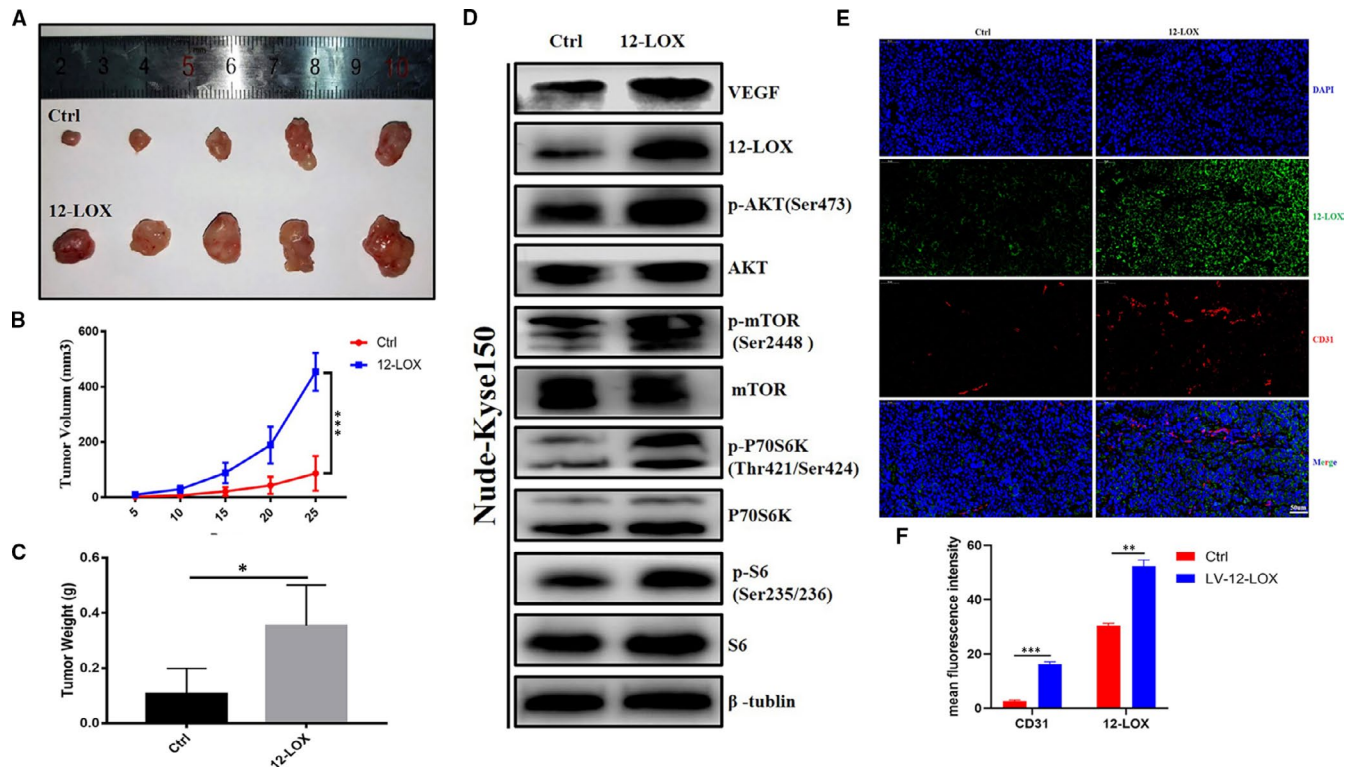 A
2 3 4 5 6 7 8 9 10
Ctrl
12-LOX
B
Tumor Volumn (mm3)
600
400
200
0
5 10 15 20 25
Ctrl
12-LOX
***
C
Tumor Weight (g)
0.6
0.4
0.2
0.0
*
Ctrl 12-LOX
D
Ctrl 12-LOX
Nude-Kyse150
VEGF
12-LOX
p-AKT(Ser473)
AKT
p-mTOR
(Ser2448 )
mTOR
p-P70S6K
(Thr421/Ser424)
P70S6K
p-S6
(Ser235/236)
S6
β -tublin
E
Ctrl 12-LOX
DAPI
12-LOX
CD31
Merge
50um
F
mean fluorescence intensity
60
40
20
0
***
**
CD31 12-LOX
Ctrl
LV-12-LOX